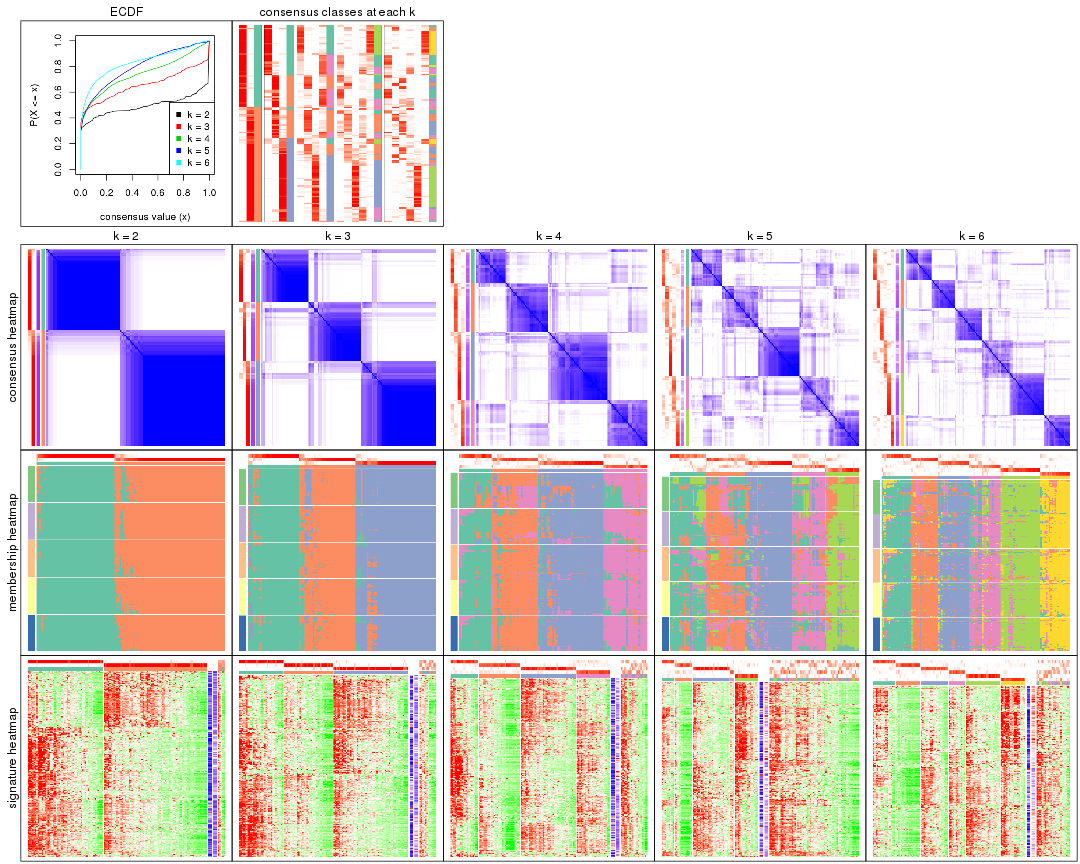 ECDF
consensus classes at each k
P(X <= x)
0.0 0.2 0.4 0.6 0.8 1.0
k = 2
k = 3
k = 4
k = 5
k = 6
0.0 0.2 0.4 0.6 0.8 1.0
consensus value (x)
k = 2 k = 3 k = 4 k = 5 k = 6
consensus heatmap
membership heatmap
signature heatmap